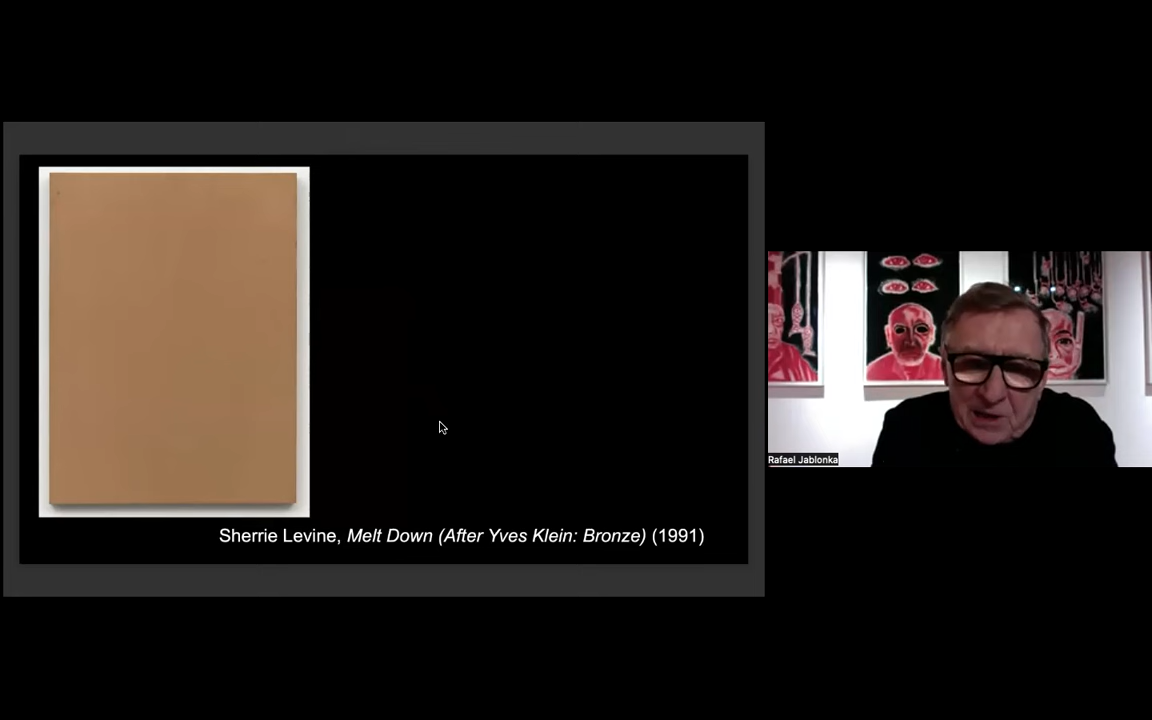 Sherrie Levine, Melt Down (After Yves Klein: Bronze) (1991)
Rafael Jablonka